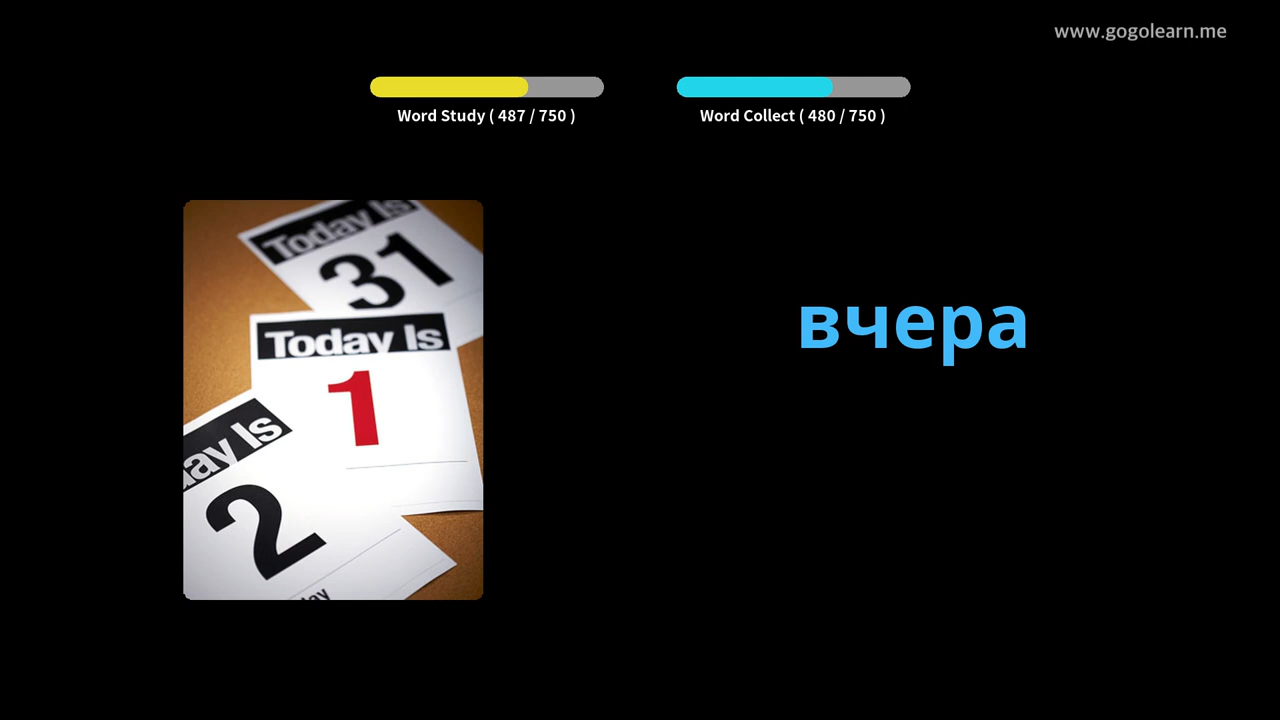 www.gogolearn.me
Word Study ( 487 / 750 )
Word Collect ( 480 / 750 )
Today Is
31
Today Is
1
вчера
ay Is
2